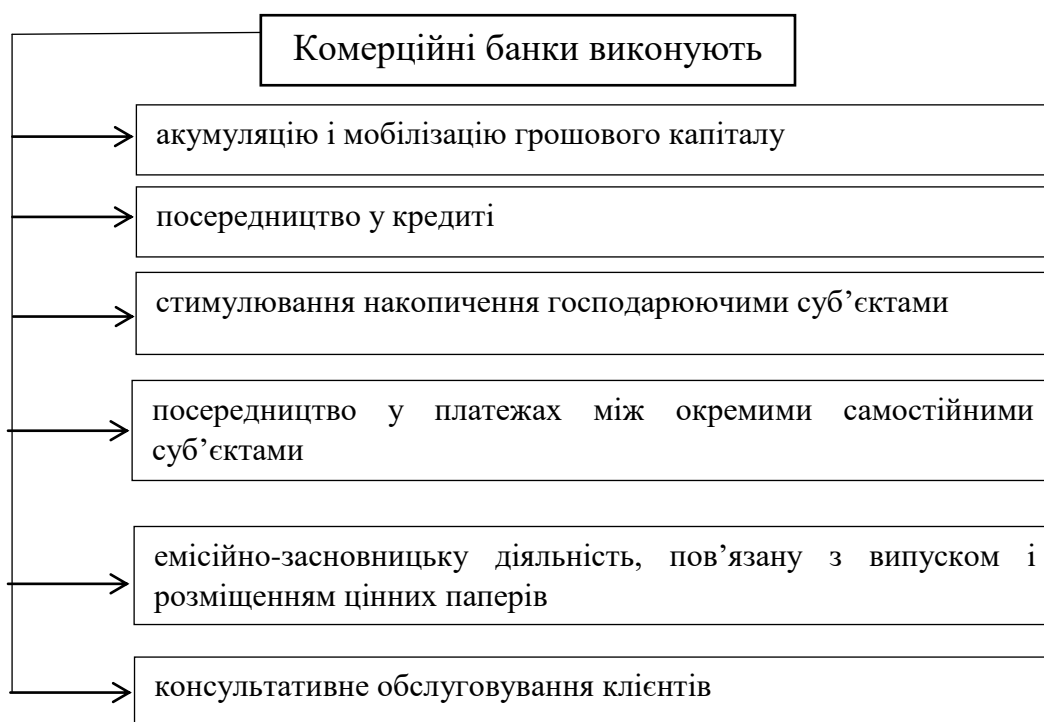 Комерційні банки виконують
акумуляцію і мобілізацію грошового капіталу
посередництво у кредиті
стимулювання накопичення господарюючими суб’єктами
посередництво у платежах між окремими самостійними
суб’єктами
емісійно-засновницьку діяльність, пов’язану з випуском і
розміщенням цінних паперів
консультативне обслуговування клієнтів